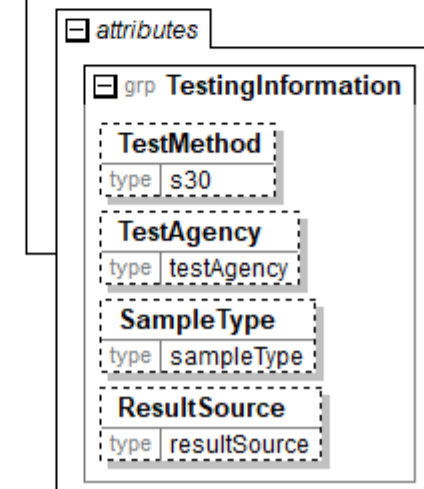 attributes
grp TestingInformation
TestMethod
type s30
TestAgency
type testAgency
SampleType
type sampleType
ResultSource
type resultSource